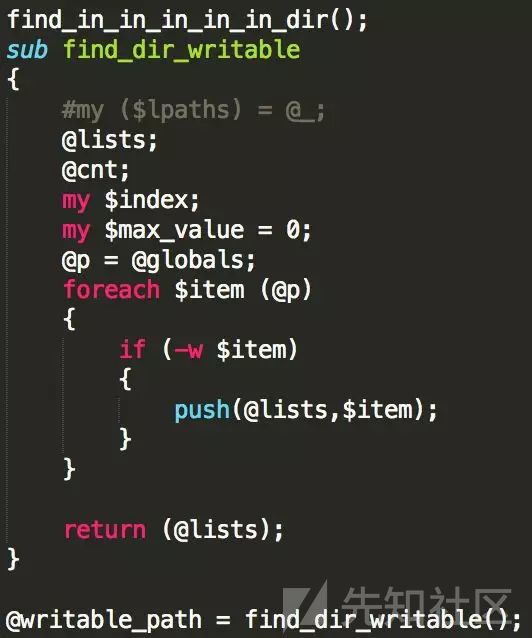 find_in_in_in_in_in_dir();
sub find_dir_writable
{
    #my ($lpaths) = @_;
    @lists;
    @cnt;
    my $index;
    my $max_value = 0;
    @p = @globals;
    foreach $item (@p)
    {
        if (-w $item)
        {
            push(@lists,$item);
        }
    }

    return (@lists);
}
先知社区
@writable_path = find_dir_writable();